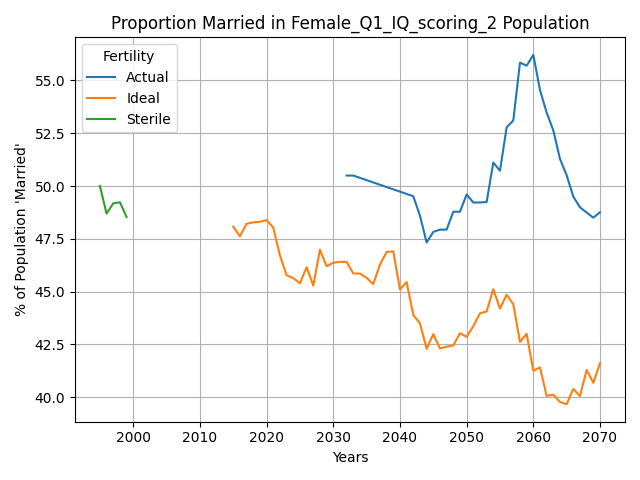 Proportion Married in Female_Q1_IQ_scoring_2 Population
Fertility
Actual
Ideal
Sterile
% of Population 'Married'
55.0
52.5
50.0
47.5
45.0
42.5
40.0
2000 2010 2020 2030 2040 2050 2060 2070
Years